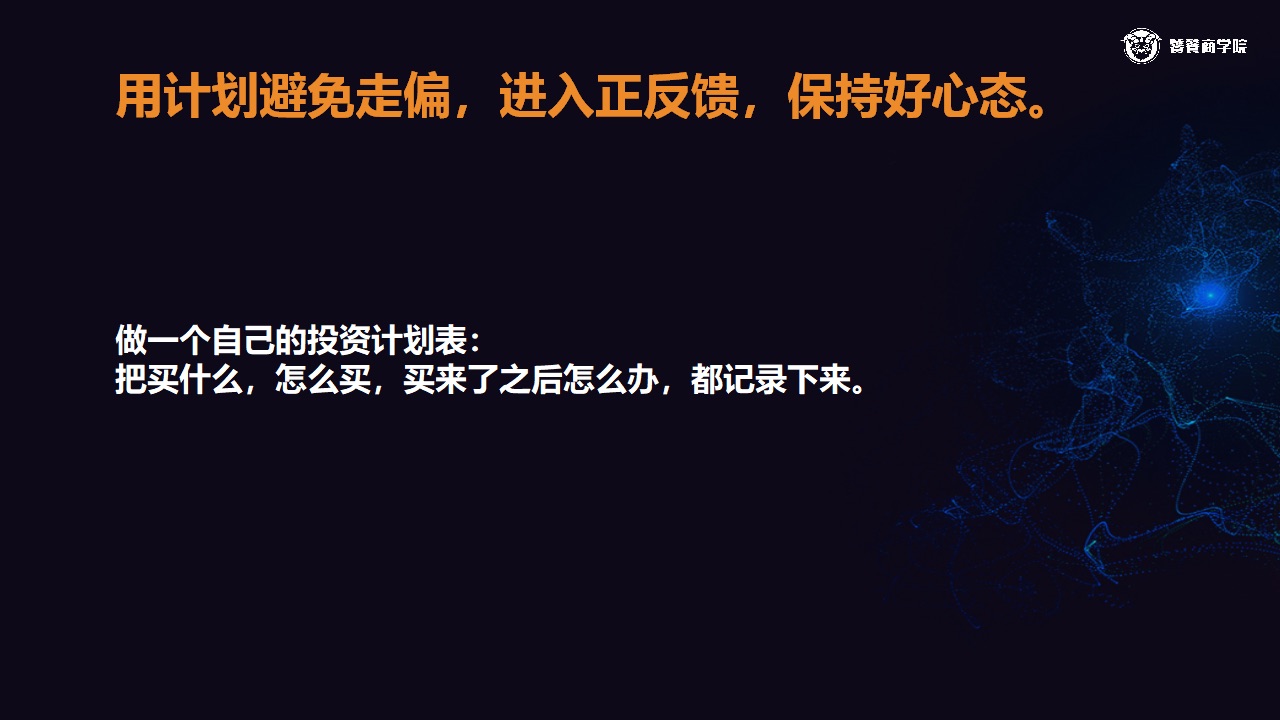 饕餮商学院
用计划避免走偏，进入正反馈，保持好心态。
做一个自己的投资计划表：
把买什么，怎么买，买来了之后怎么办，都记录下来。